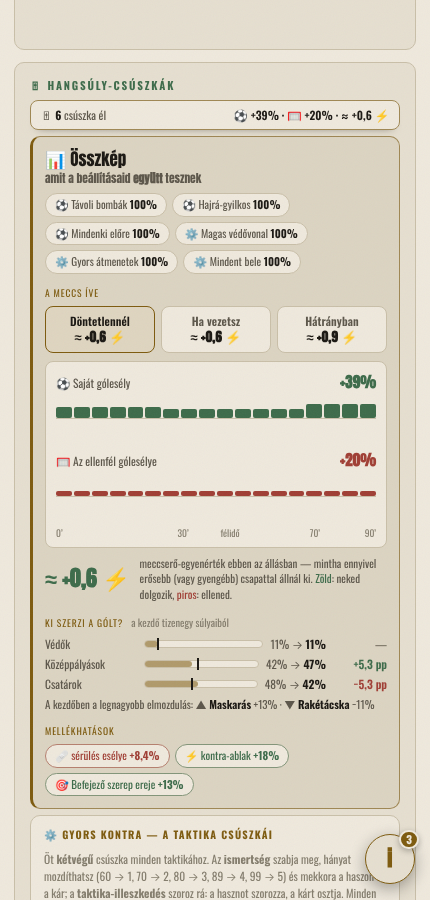 HANGSÚLY-CSÚSZKÁK
6 csúszka él ⚽ +39% · 🥅 +20% · ≈ +0,6 ⚡
📊 Összkép
amit a beállításaid együtt tesznek
⚽ Távoli bombák 100% ⚽ Hajrá-gyilkos 100%
⚽ Mindenki előre 100% ⚙️ Magas védővonal 100%
⚙️ Gyors átmenetek 100% ⚙️ Mindent bele 100%
A MECCS ÍVE
Döntetlennél Ha vezetsz Hátrányban
≈ +0,6 ⚡ ≈ +0,6 ⚡ ≈ +0,9 ⚡
⚽ Saját gólesély +39%
🥅 Az ellenfél gólesélye +20%
0' 30' félidő 70' 90'
≈ +0,6 ⚡
meccserő-egyenérték ebben az állásban — mintha ennyivel
erősebb (vagy gyengébb) csapattal állnál ki. Zöld: neked
dolgozik, piros: ellened.
KI SZERZI A GÓLT? a kezdő tizenegy súlyaiból
Védők 11% → 11% —
Középpályások 42% → 47% +5,3 pp
Csatárok 48% → 42% −5,3 pp
A kezdőben a legnagyobb elmozdulás: ▲ Maskarás +13% · ▼ Rakétácska −11%
MELLÉKHATÁSOK
🩹 sérülés esélye +8,4% ⚡ kontra-ablak +18%
🎯 Befejező szerep ereje +13%
⚙️ GYORS KONTRA — A TAKTIKA CSÚSZKÁI
Öt kétvégű csúszka minden taktikához. Az ismertség szabja meg, hányat
mozdíthatsz (60 → 1, 70 → 2, 80 → 3, 89 → 4, 99 → 5) és mekkora a haszon
a kár; a taktika-illeszkedés szoroz rá: a hasznot szorozza, a kárt osztja. Minden
3